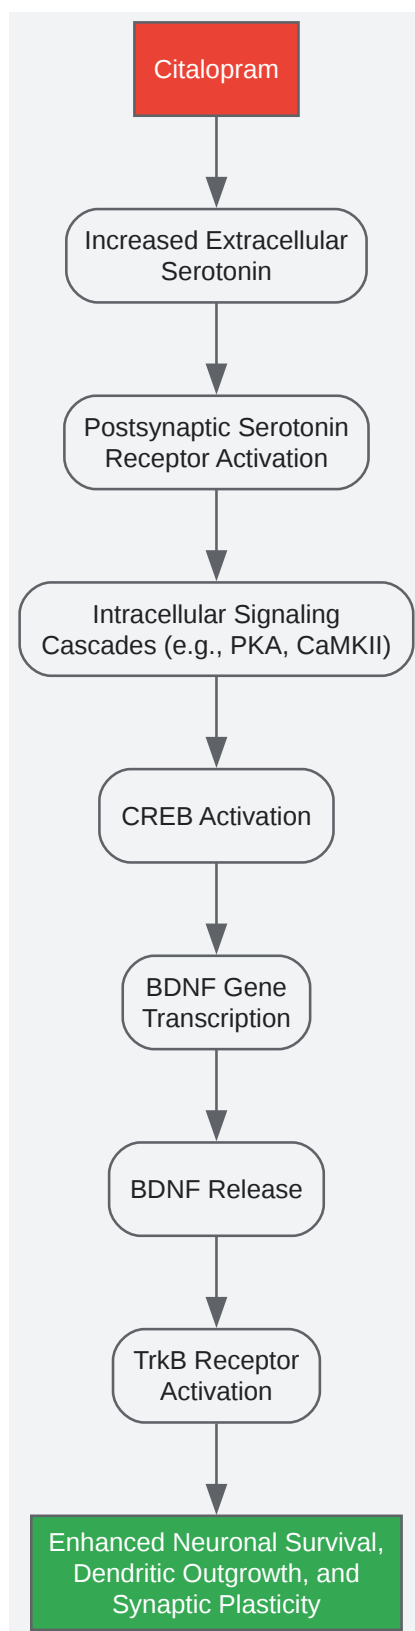 Citalopram
Increased Extracellular
Serotonin
Postsynaptic Serotonin
Receptor Activation
Intracellular Signaling
Cascades (e.g., PKA, CaMKII)
CREB Activation
BDNF Gene
Transcription
BDNF Release
TrkB Receptor
Activation
Enhanced Neuronal Survival,
Dendritic Outgrowth, and
Synaptic Plasticity